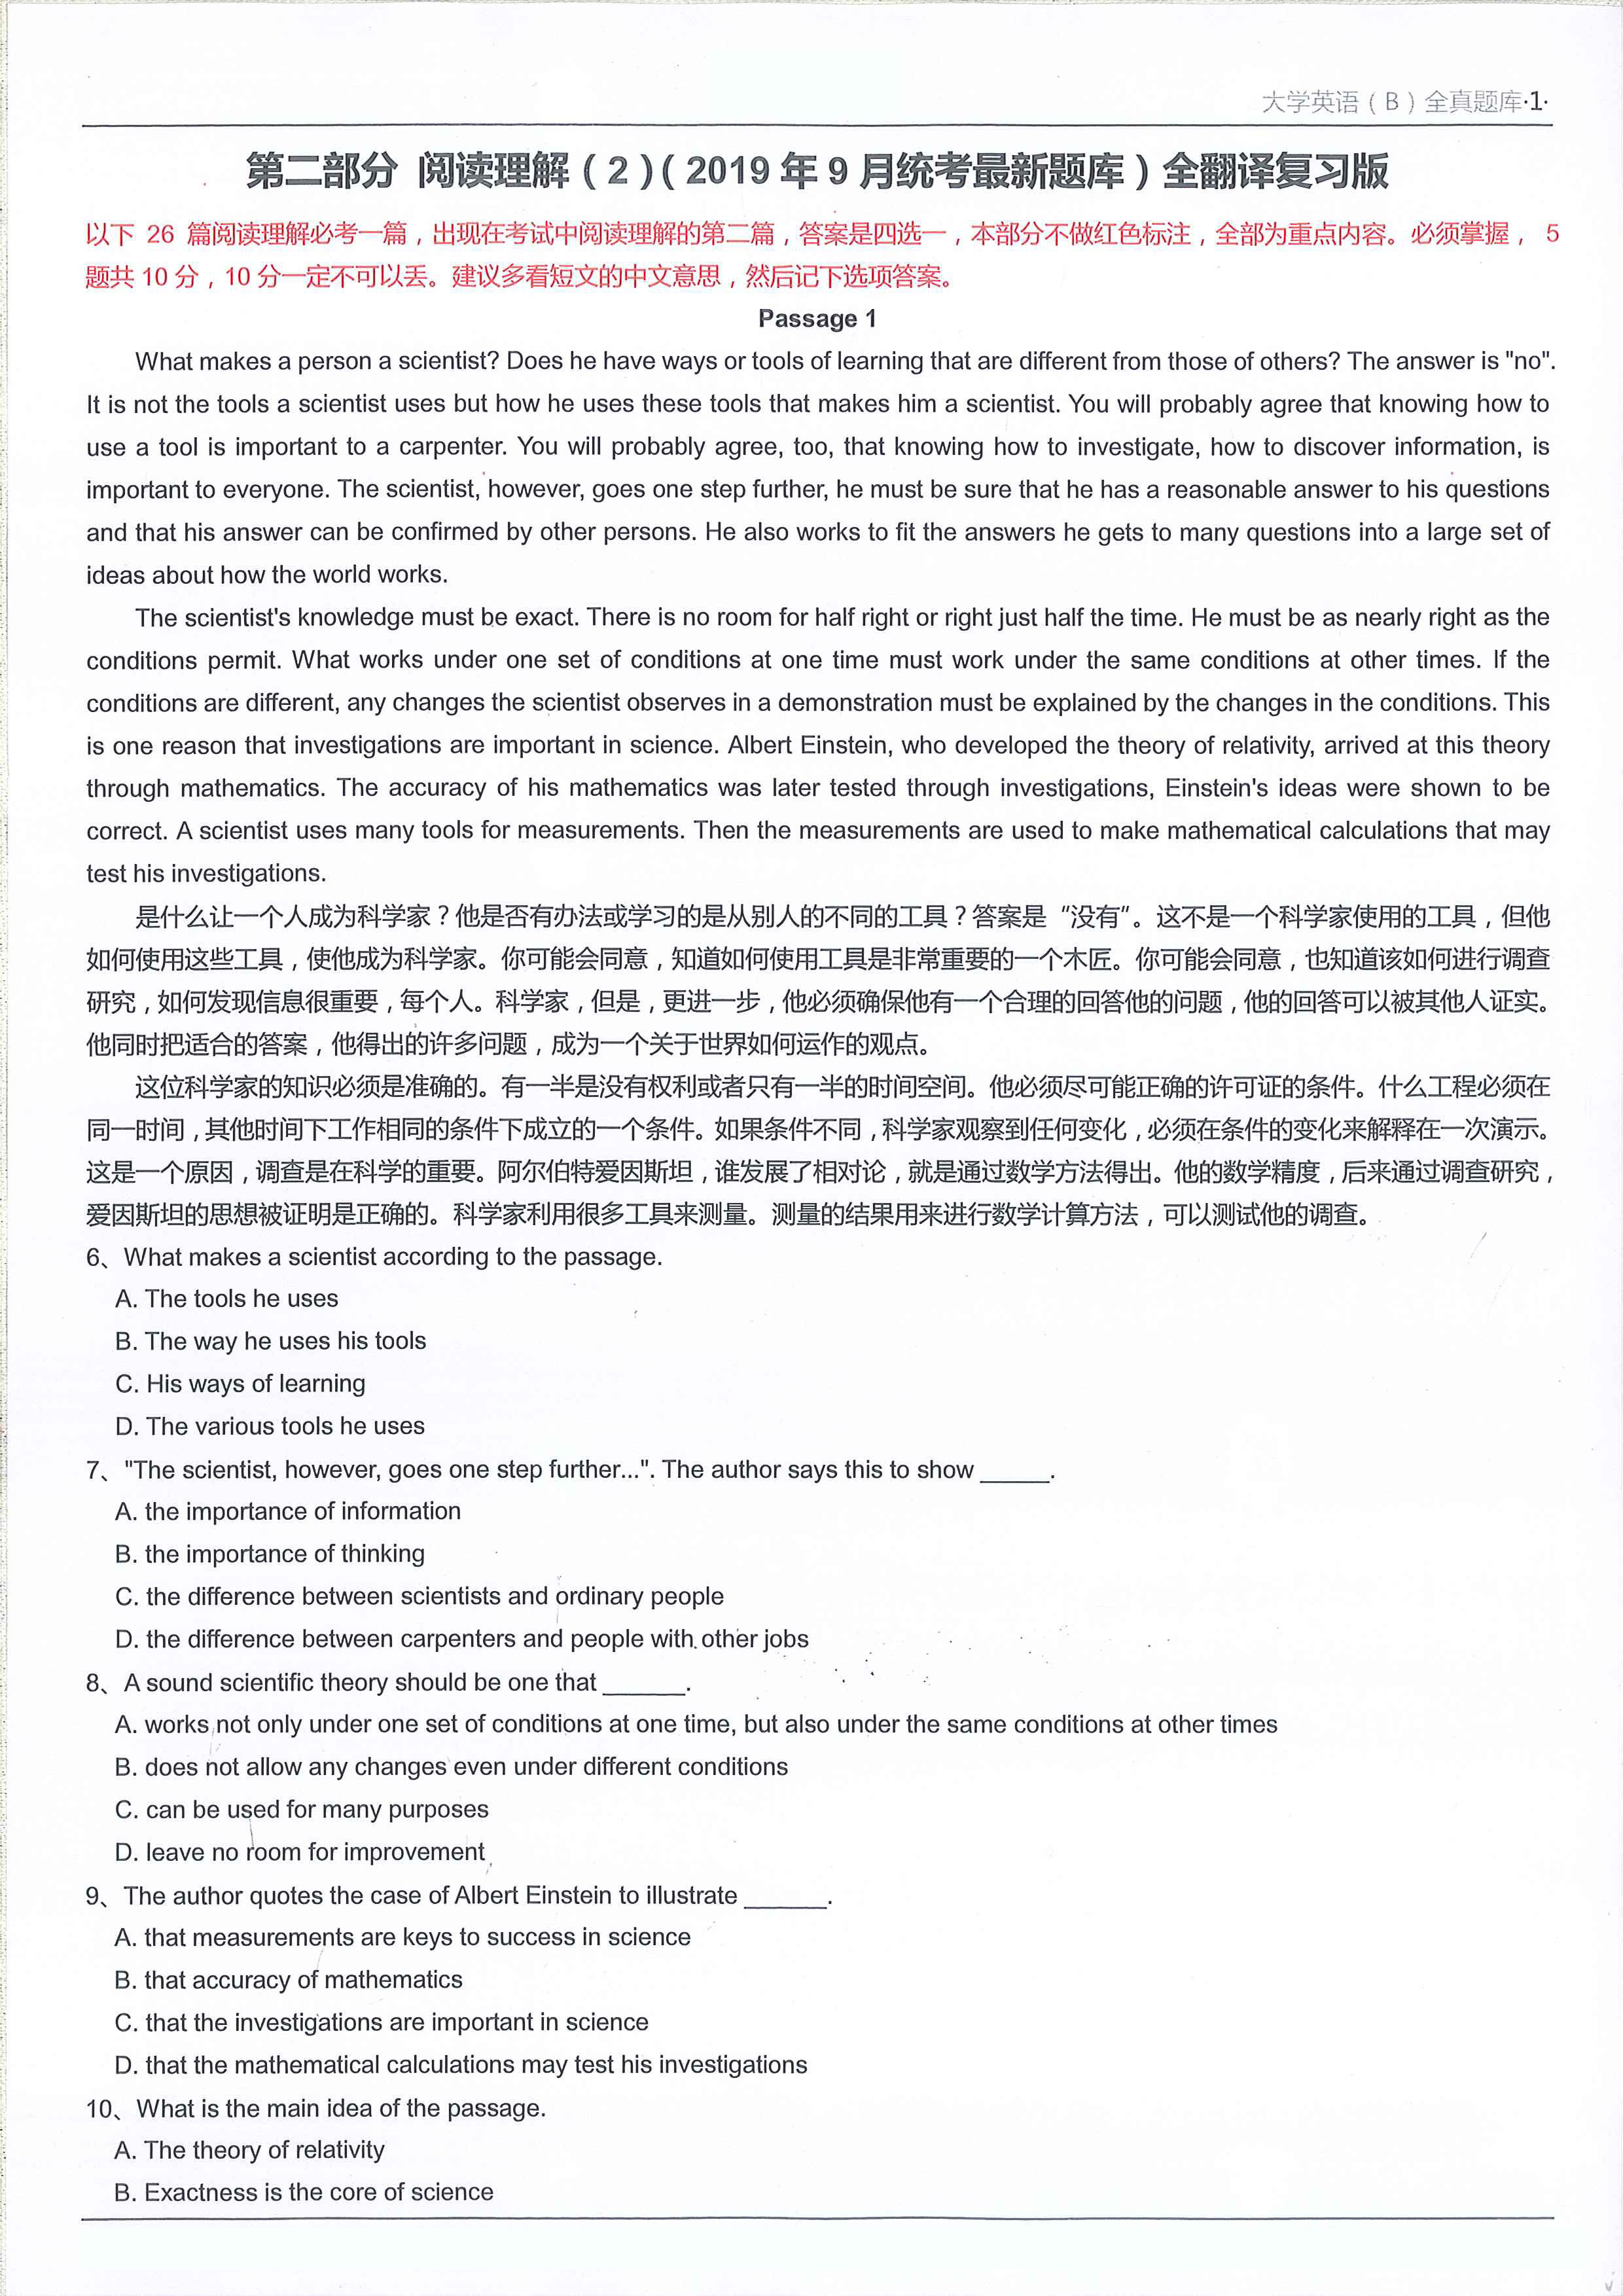 大学英语（B）全真题库·1·
第二部分 阅读理解（2）（2019年9月统考最新题库）全翻译复习版
以下 26 篇阅读理解必考一篇，出现在考试中阅读理解的第二篇，答案是四选一，本部分不做红色标注，全部为重点内容。必须掌握， 5
题共 10 分，10 分一定不可以丢。建议多看短文的中文意思，然后记下选项答案。
Passage 1
What makes a person a scientist? Does he have ways or tools of learning that are different from those of others? The answer is "no".
It is not the tools a scientist uses but how he uses these tools that makes him a scientist. You will probably agree that knowing how to
use a tool is important to a carpenter. You will probably agree, too, that knowing how to investigate, how to discover information, is
important to everyone. The scientist, however, goes one step further, he must be sure that he has a reasonable answer to his questions
and that his answer can be confirmed by other persons. He also works to fit the answers he gets to many questions into a large set of
ideas about how the world works.
The scientist's knowledge must be exact. There is no room for half right or right just half the time. He must be as nearly right as the
conditions permit. What works under one set of conditions at one time must work under the same conditions at other times. If the
conditions are different, any changes the scientist observes in a demonstration must be explained by the changes in the conditions. This
is one reason that investigations are important in science. Albert Einstein, who developed the theory of relativity, arrived at this theory
through mathematics. The accuracy of his mathematics was later tested through investigations, Einstein's ideas were shown to be
correct. A scientist uses many tools for measurements. Then the measurements are used to make mathematical calculations that may
test his investigations.
是什么让一个人成为科学家？他是否有办法或学习的是从别人的不同的工具？答案是 “没有”。这不是一个科学家使用的工具，但他
如何使用这些工具，使他成为科学家。你可能会同意，知道如何使用工具是非常重要的一个木匠。你可能会同意，也知道该如何进行调查
研究，如何发现信息很重要，每个人。科学家，但是，更进一步，他必须确保他有一个合理的回答他的问题，他的回答可以被其他人证实。
他同时把适合的答案，他得出的许多问题，成为一个关于世界如何运作的观点。
这位科学家的知识必须是准确的。有一半是没有权利或者只有一半的时间空间。他必须尽可能正确的许可证的条件。什么工程必须在
同一时间，其他时间下工作相同的条件下成立的一个条件。如果条件不同，科学家观察到任何变化，必须在条件的变化来解释在一次演示。
这是一个原因，调查是在科学的重要。阿尔伯特爱因斯坦，谁发展了相对论，就是通过数学方法得出。他的数学精度，后来通过调查研究，
爱因斯坦的思想被证明是正确的。科学家利用很多工具来测量。测量的结果用来进行数学计算方法，可以测试他的调查。
6、What makes a scientist according to the passage.
A. The tools he uses
B. The way he uses his tools
C. His ways of learning
D. The various tools he uses
7、"The scientist, however, goes one step further...". The author says this to show _____.
A. the importance of information
B. the importance of thinking
C. the difference between scientists and ordinary people
D. the difference between carpenters and people with other jobs
8、A sound scientific theory should be one that ______.
A. works not only under one set of conditions at one time, but also under the same conditions at other times
B. does not allow any changes even under different conditions
C. can be used for many purposes
D. leave no room for improvement
9、The author quotes the case of Albert Einstein to illustrate ______.
A. that measurements are keys to success in science
B. that accuracy of mathematics
C. that the investigations are important in science
D. that the mathematical calculations may test his investigations
10、What is the main idea of the passage.
A. The theory of relativity
B. Exactness is the core of science